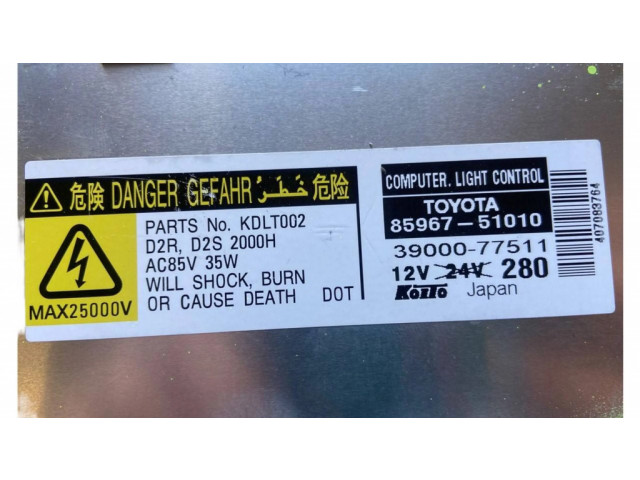 危険 DANGER GEFAHR خطر 危险
MAX25000V
PARTS No. KDLT002
D2R, D2S 2000H
AC85V 35W
WILL SHOCK, BURN
OR CAUSE DEATH DOT
COMPUTER. LIGHT CONTROL
TOYOTA
85967-51010
39000-77511
12V 24V 280
KOITO Japan
407083764